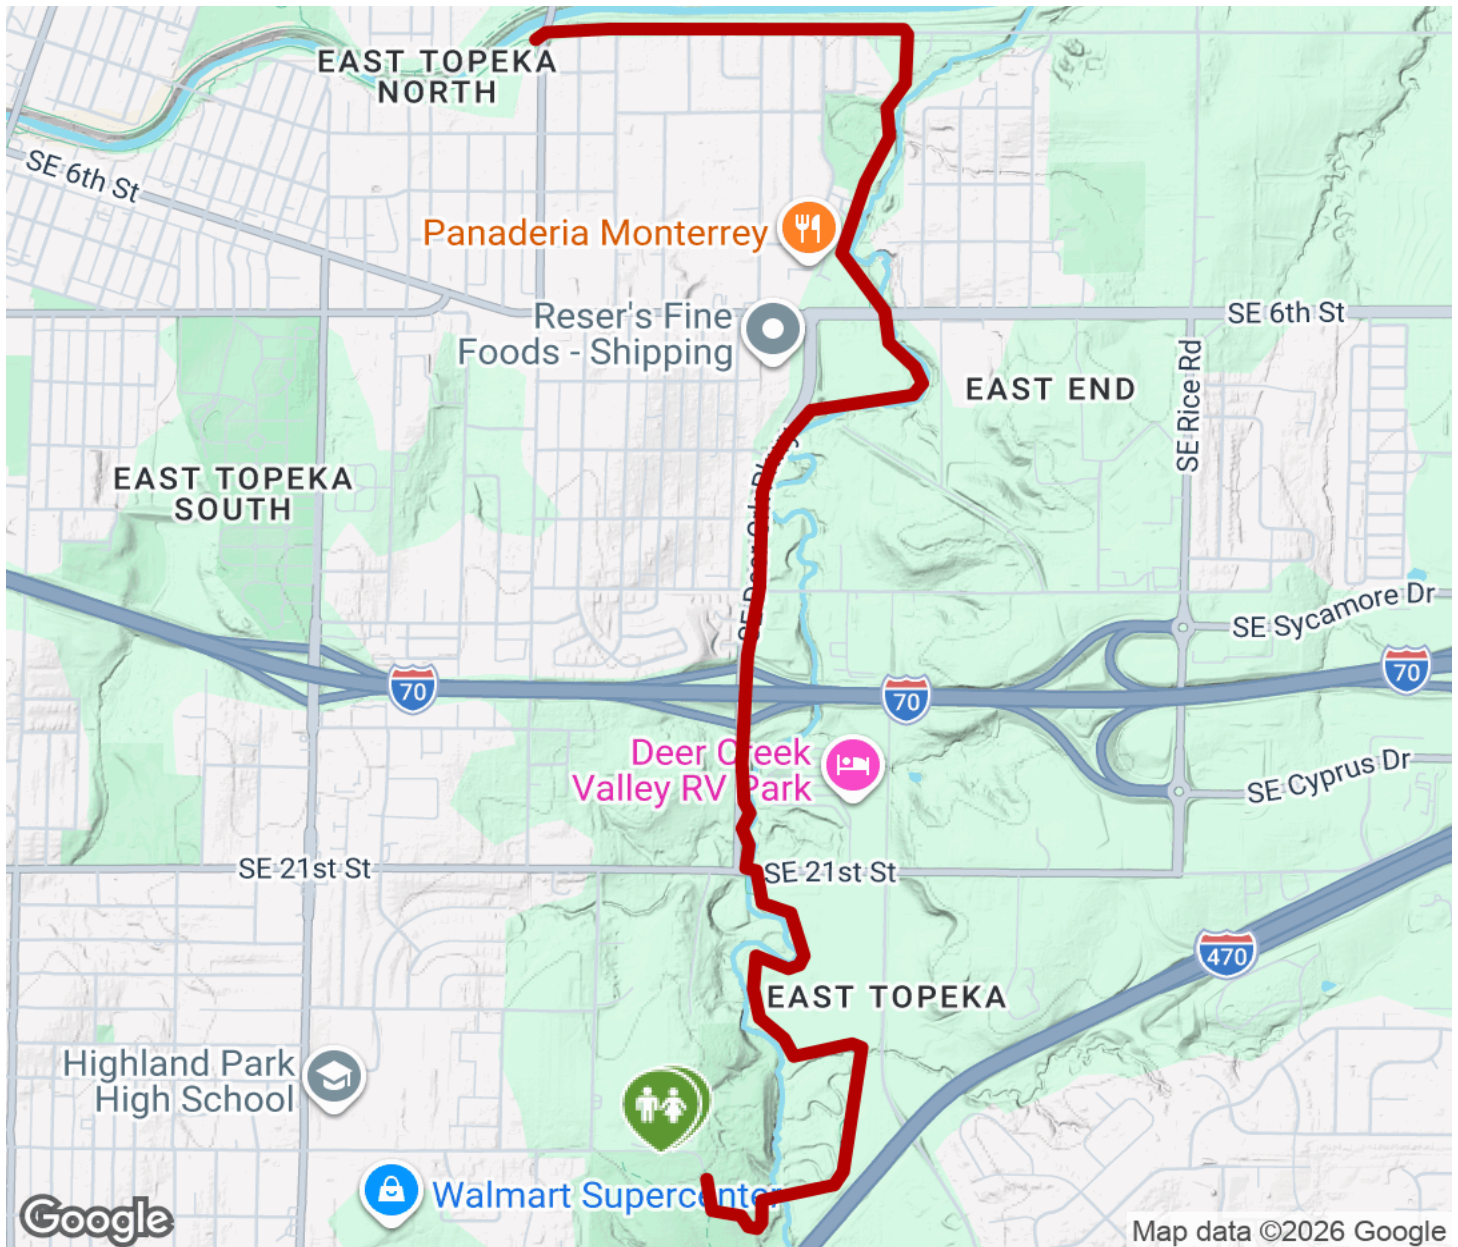 EAST TOPEKA
NORTH
SE 6th St
Panaderia Monterrey
Reser's Fine
Foods - Shipping
SE 6th St
EAST END
SE Rice Rd
EAST TOPEKA
SOUTH
SE Sycamore Dr
70
70
70
Deer Creek
Valley RV Park
SE Cyprus Dr
SE 21st St
SE 21st St
470
EAST TOPEKA
Highland Park
High School
Walmart Supercenter
Google
Map data ©2026 Google